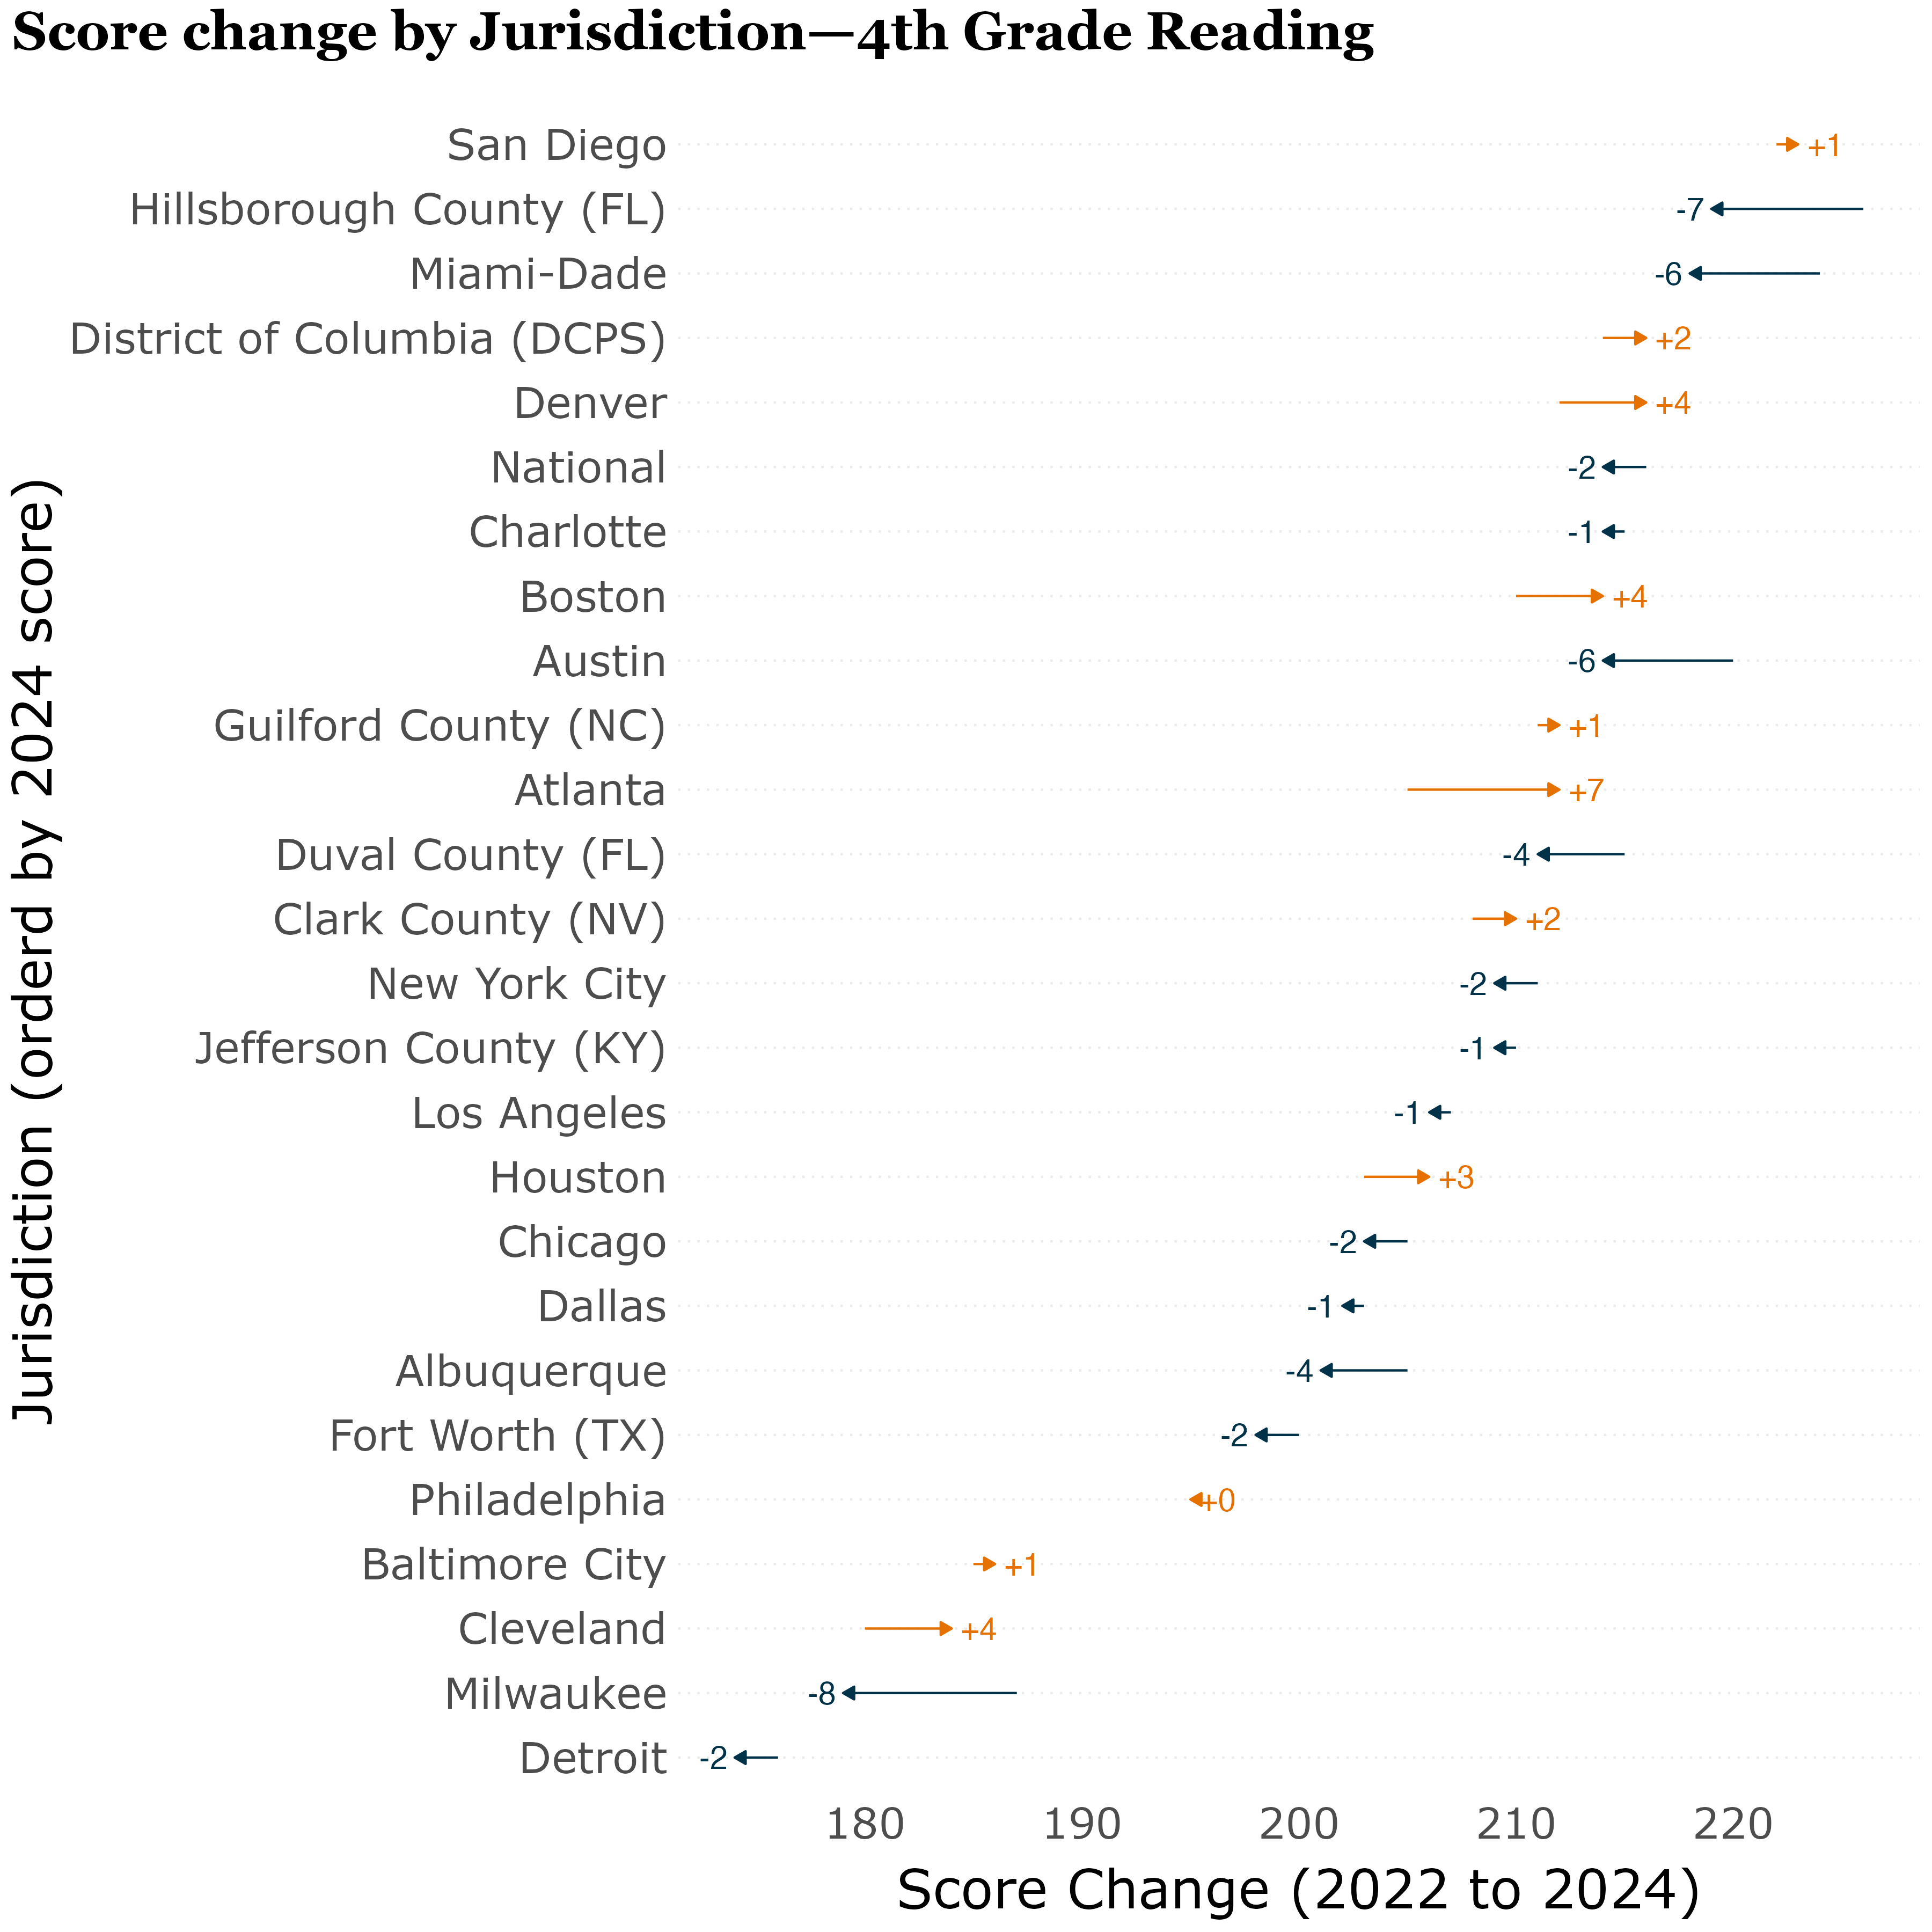 Score change by Jurisdiction—4th Grade Reading
Jurisdiction (orderd by 2024 score)
San Diego +1
Hillsborough County (FL) -7
Miami-Dade -6
District of Columbia (DCPS) +2
Denver +4
National -2
Charlotte -1
Boston +4
Austin -6
Guilford County (NC) +1
Atlanta +7
Duval County (FL) -4
Clark County (NV) +2
New York City -2
Jefferson County (KY) -1
Los Angeles -1
Houston +3
Chicago -2
Dallas -1
Albuquerque -4
Fort Worth (TX) -2
Philadelphia +0
Baltimore City +1
Cleveland +4
Milwaukee -8
Detroit -2
180 190 200 210 220
Score Change (2022 to 2024)